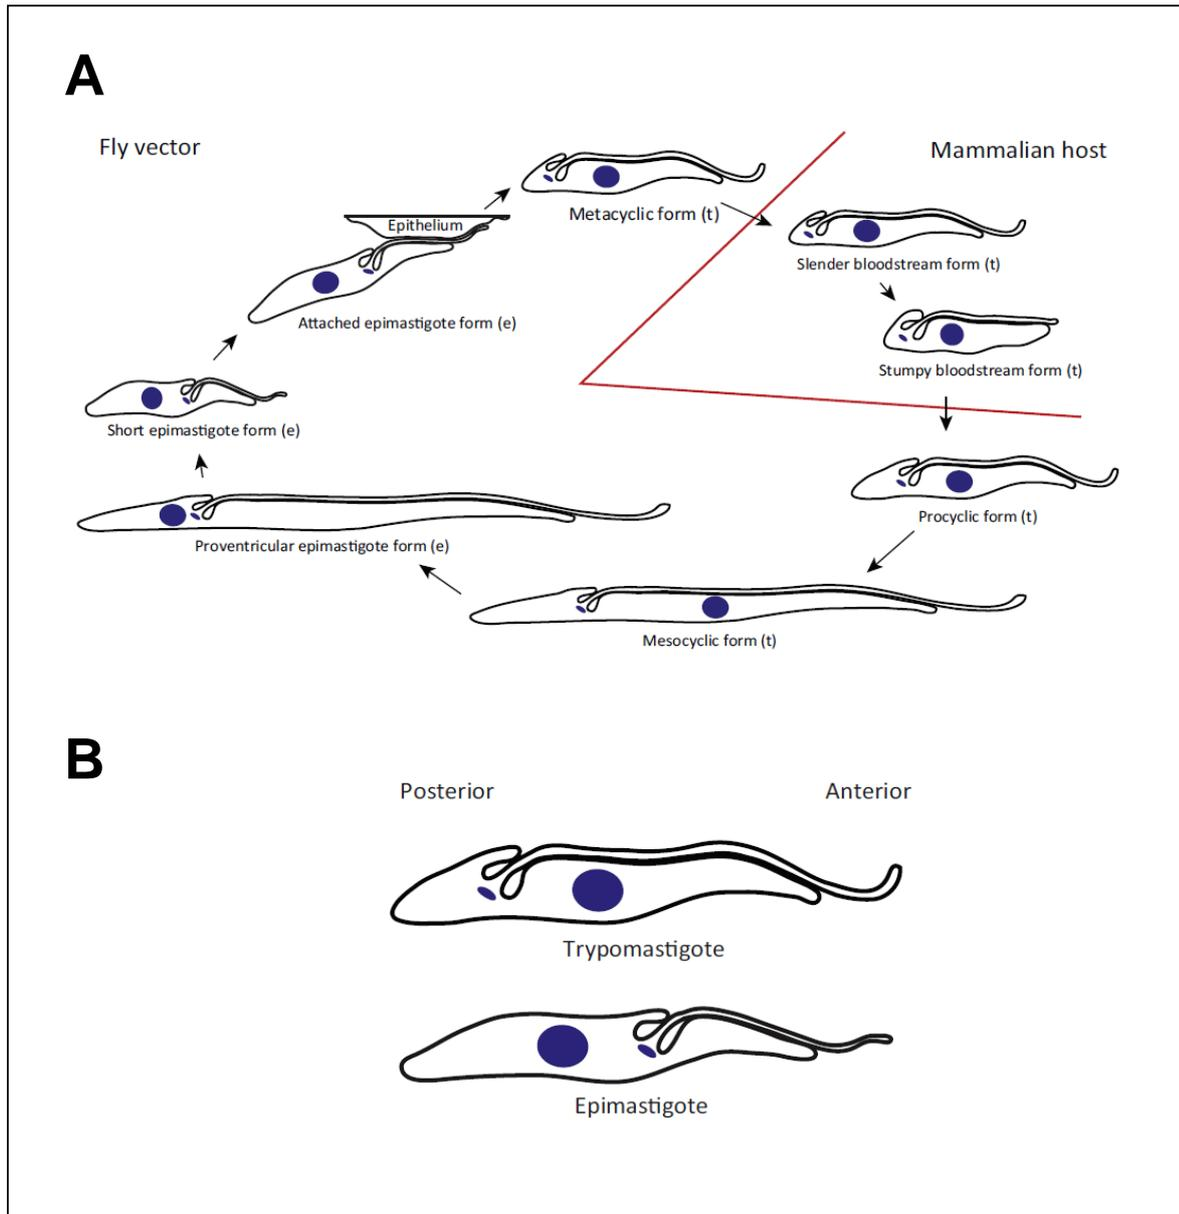 A
Fly vector
Mammalian host
Metacyclic form (t)
Epithelium
Slender bloodstream form (t)
Attached epimastigote form (e)
Stumpy bloodstream form (t)
Short epimastigote form (e)
Procyclic form (t)
Proventricular epimastigote form (e)
Mesocyclic form (t)
B
Posterior
Anterior
Trypomastigote
Epimastigote